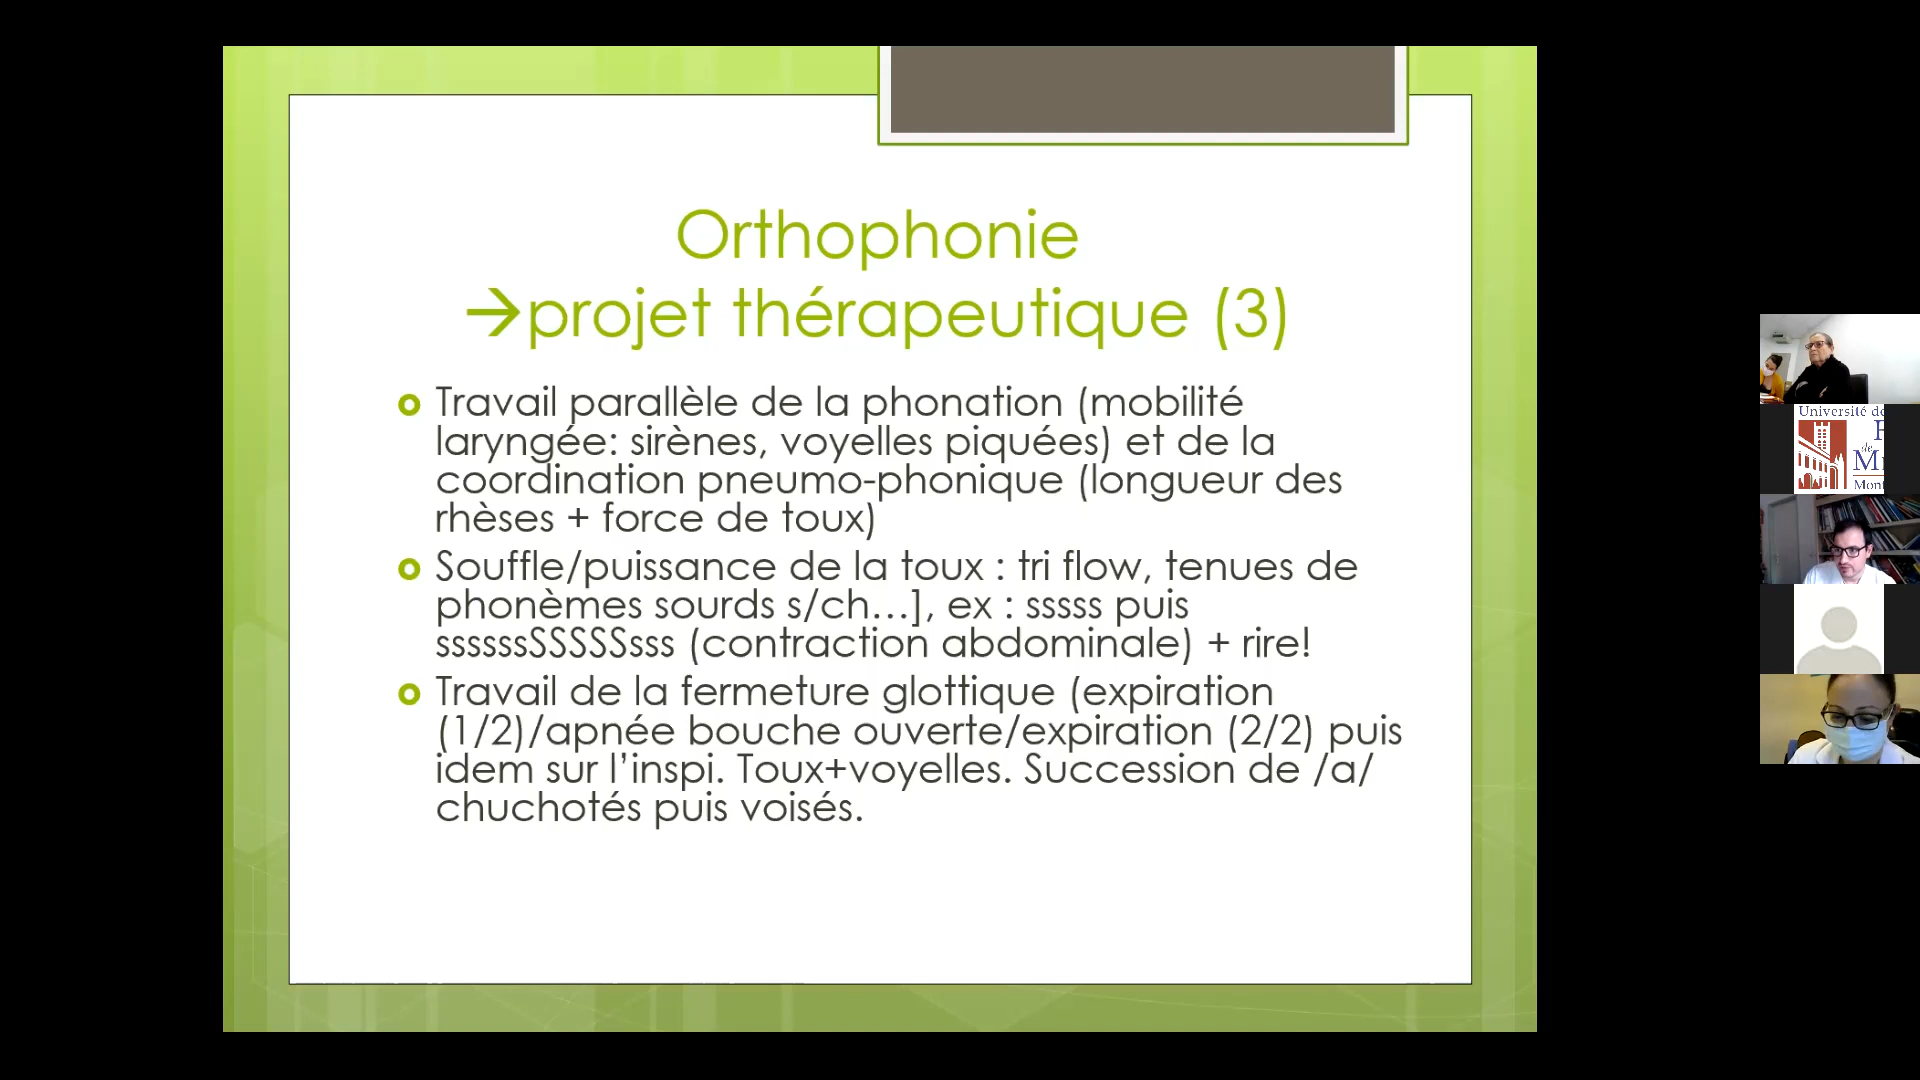 Orthophonie
→projet thérapeutique (3)
Travail parallèle de la phonation (mobilité
laryngée: sirènes, voyelles piquées) et de la
coordination pneumo-phonique (longueur des
rhèses + force de toux)
Souffle/puissance de la toux : tri flow, tenues de
phonèmes sourds s/ch…], ex : sssss puis
sssssssSSSSSsss (contraction abdominale) + rire!
Travail de la fermeture glottique (expiration
(1/2)/apnée bouche ouverte/expiration (2/2) puis
idem sur l’inspi. Toux+voyelles. Succession de /a/
chuchotés puis voisés.
Université
de